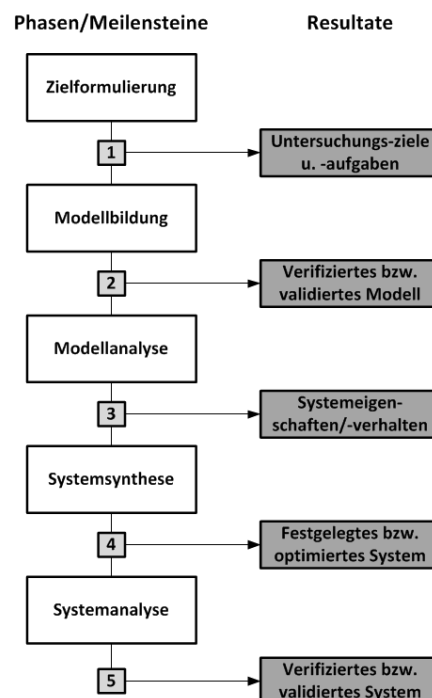 Phasen/Meilensteine
Resultate
Zielformulierung
1
Untersuchungs-ziele
u. -aufgaben
Modellbildung
2
Verifiziertes bzw.
validiertes Modell
Modellanalyse
3
Systemeigen-
schaften/-verhalten
Systemsynthese
4
Festgelegtes bzw.
optimiertes System
Systemanalyse
5
Verifiziertes bzw.
validiertes System